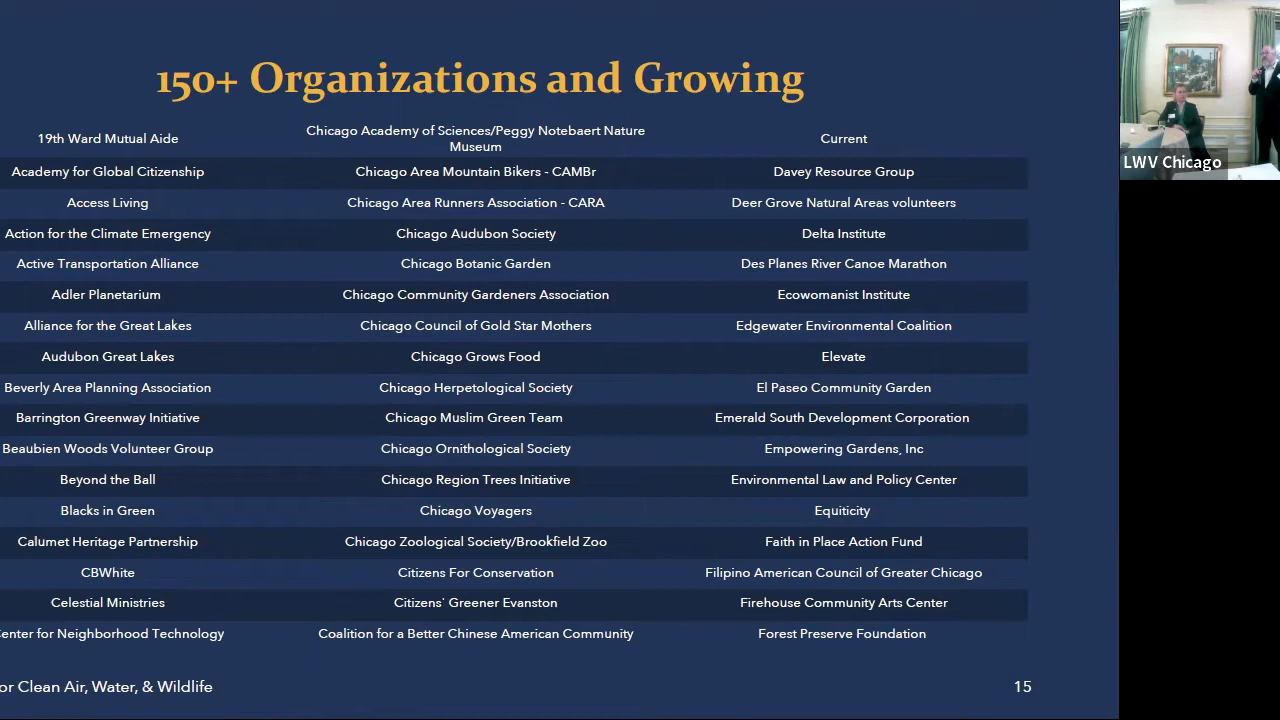 150+ Organizations and Growing
19th Ward Mutual Aide
Chicago Academy of Sciences/Peggy Notebaert Nature
Museum
Current
Academy for Global Citizenship
Chicago Area Mountain Bikers - CAMBr
Davey Resource Group
Access Living
Chicago Area Runners Association - CARA
Deer Grove Natural Areas volunteers
Action for the Climate Emergency
Chicago Audubon Society
Delta Institute
Active Transportation Alliance
Chicago Botanic Garden
Des Planes River Canoe Marathon
Adler Planetarium
Chicago Community Gardeners Association
Ecowomanist Institute
Alliance for the Great Lakes
Chicago Council of Gold Star Mothers
Edgewater Environmental Coalition
Audubon Great Lakes
Chicago Grows Food
Elevate
Beverly Area Planning Association
Chicago Herpetological Society
El Paseo Community Garden
Barrington Greenway Initiative
Chicago Muslim Green Team
Emerald South Development Corporation
Beaubien Woods Volunteer Group
Chicago Ornithological Society
Empowering Gardens, Inc
Beyond the Ball
Chicago Region Trees Initiative
Environmental Law and Policy Center
Blacks in Green
Chicago Voyagers
Equiticity
Calumet Heritage Partnership
Chicago Zoological Society/Brookfield Zoo
Faith in Place Action Fund
CBWhite
Citizens For Conservation
Filipino American Council of Greater Chicago
Celestial Ministries
Citizens' Greener Evanston
Firehouse Community Arts Center
enter for Neighborhood Technology
Coalition for a Better Chinese American Community
Forest Preserve Foundation
or Clean Air, Water, & Wildlife
15
LWV Chicago